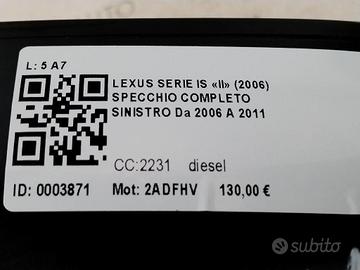 L: 5 A7
LEXUS SERIE IS «II» (2006)
SPECCHIO COMPLETO
SINISTRO Da 2006 A 2011
CC:2231 diesel
ID: 0003871 Mot: 2ADFHV 130,00 €
subito